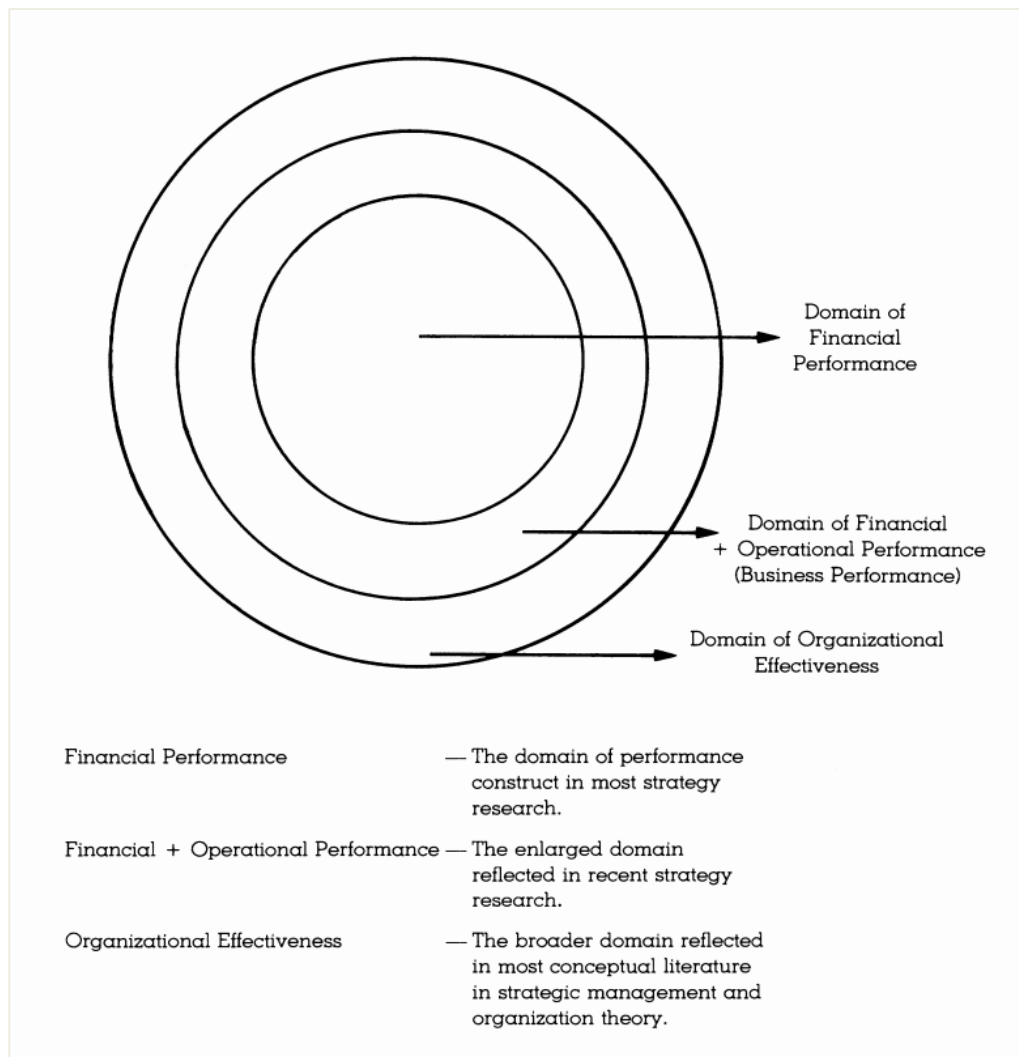 Domain of
Financial
Performance
Domain of Financial
+ Operational Performance
(Business Performance)
Domain of Organizational
Effectiveness
Financial Performance — The domain of performance
construct in most strategy
research.
Financial + Operational Performance — The enlarged domain
reflected in recent strategy
research.
Organizational Effectiveness — The broader domain reflected
in most conceptual literature
in strategic management and
organization theory.